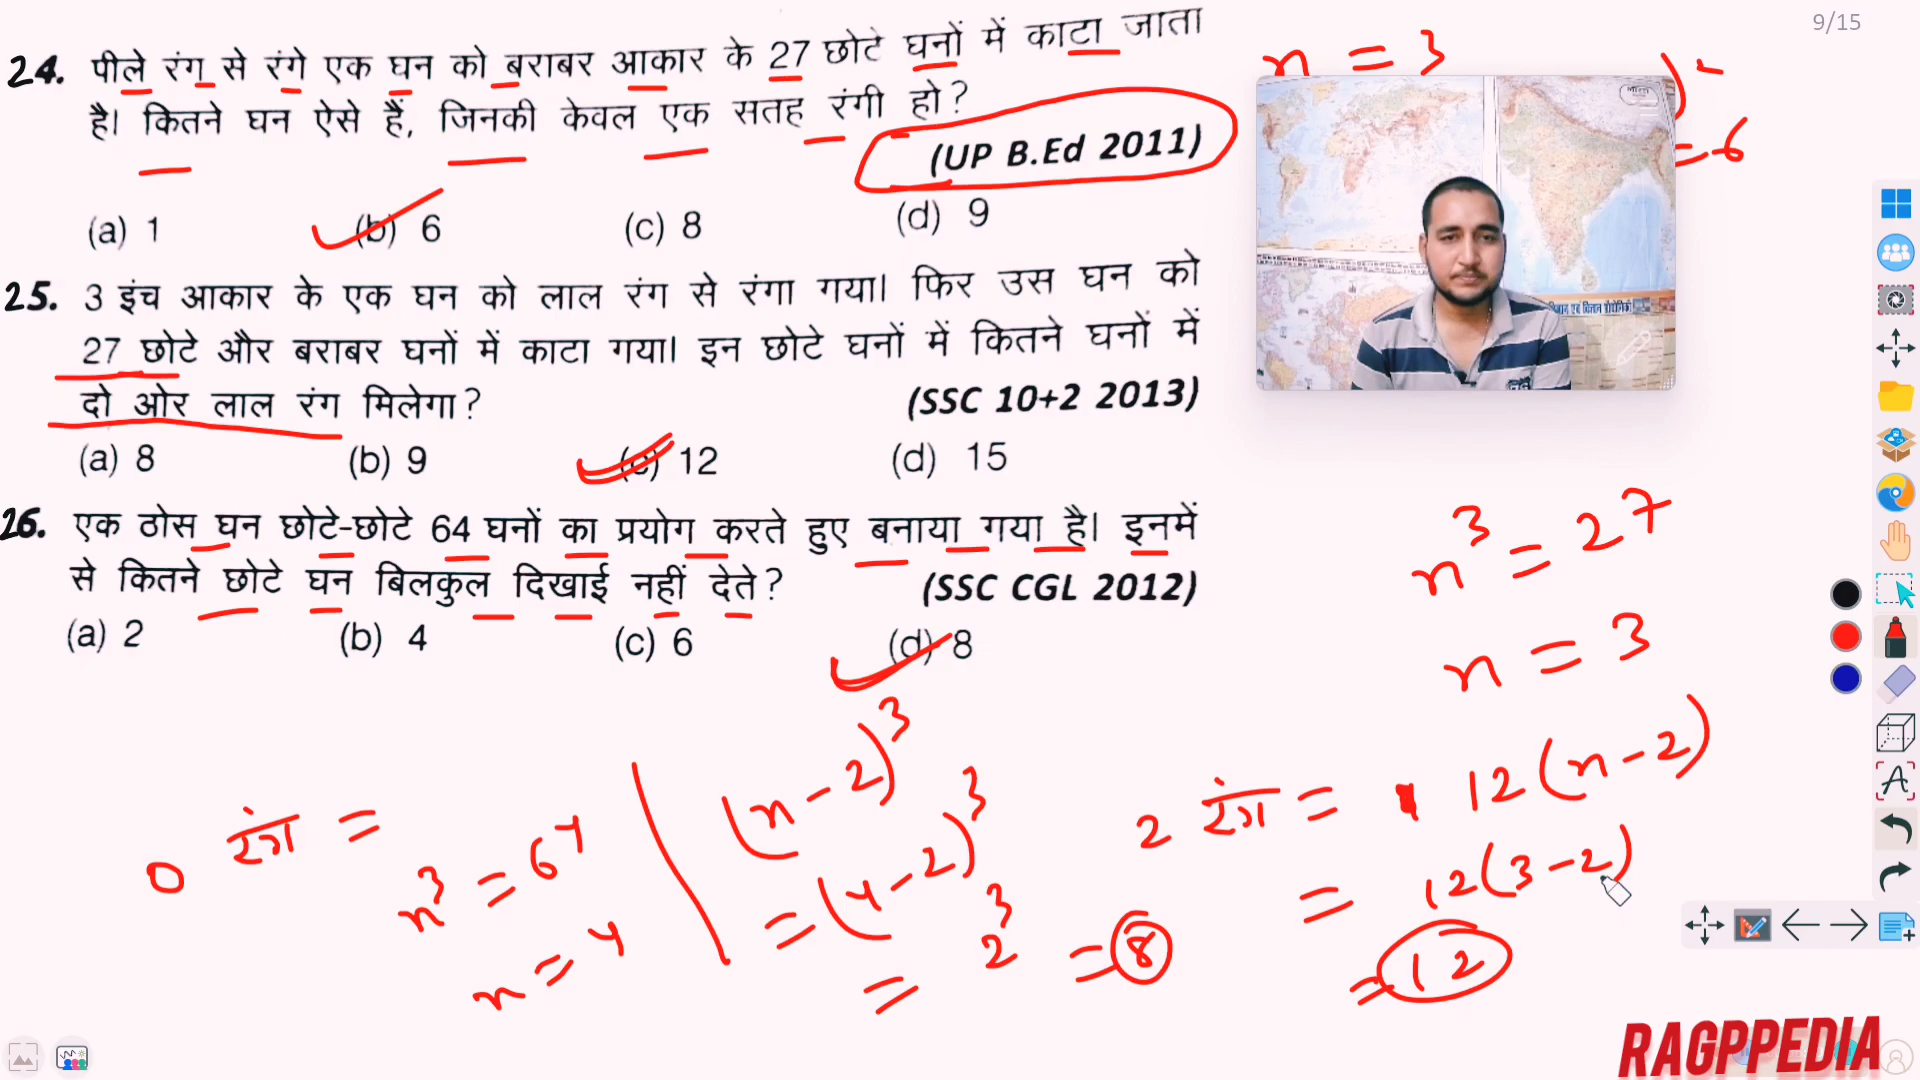 9/15
24. पीले रंग से रंगे एक घन को बराबर आकार के 27 छोटे घनों में काटा जाता
है। कितने घन ऐसे हैं, जिनकी केवल एक सतह रंगी हो?
(UP B.Ed 2011)
(a) 1 (b) 6 (c) 8 (d) 9
25. 3 इंच आकार के एक घन को लाल रंग से रंगा गया। फिर उस घन को
27 छोटे और बराबर घनों में काटा गया। इन छोटे घनों में कितने घनों में
दो ओर लाल रंग मिलेगा? (SSC 10+2 2013)
(a) 8 (b) 9 (c) 12 (d) 15
26. एक ठोस घन छोटे-छोटे 64 घनों का प्रयोग करते हुए बनाया गया है। इनमें
से कितने छोटे घन बिलकुल दिखाई नहीं देते? (SSC CGL 2012)
(a) 2 (b) 4 (c) 6 (d) 8
n = 3
= 6
n³ = 27
n = 3
2 रंग = 12(n-2)
= 12(3-2)
= 12
0 रंग =
n³ = 64
n = 4
(n-2)³
= (4-2)³
= 2³ = 8
RAGPPEDIA